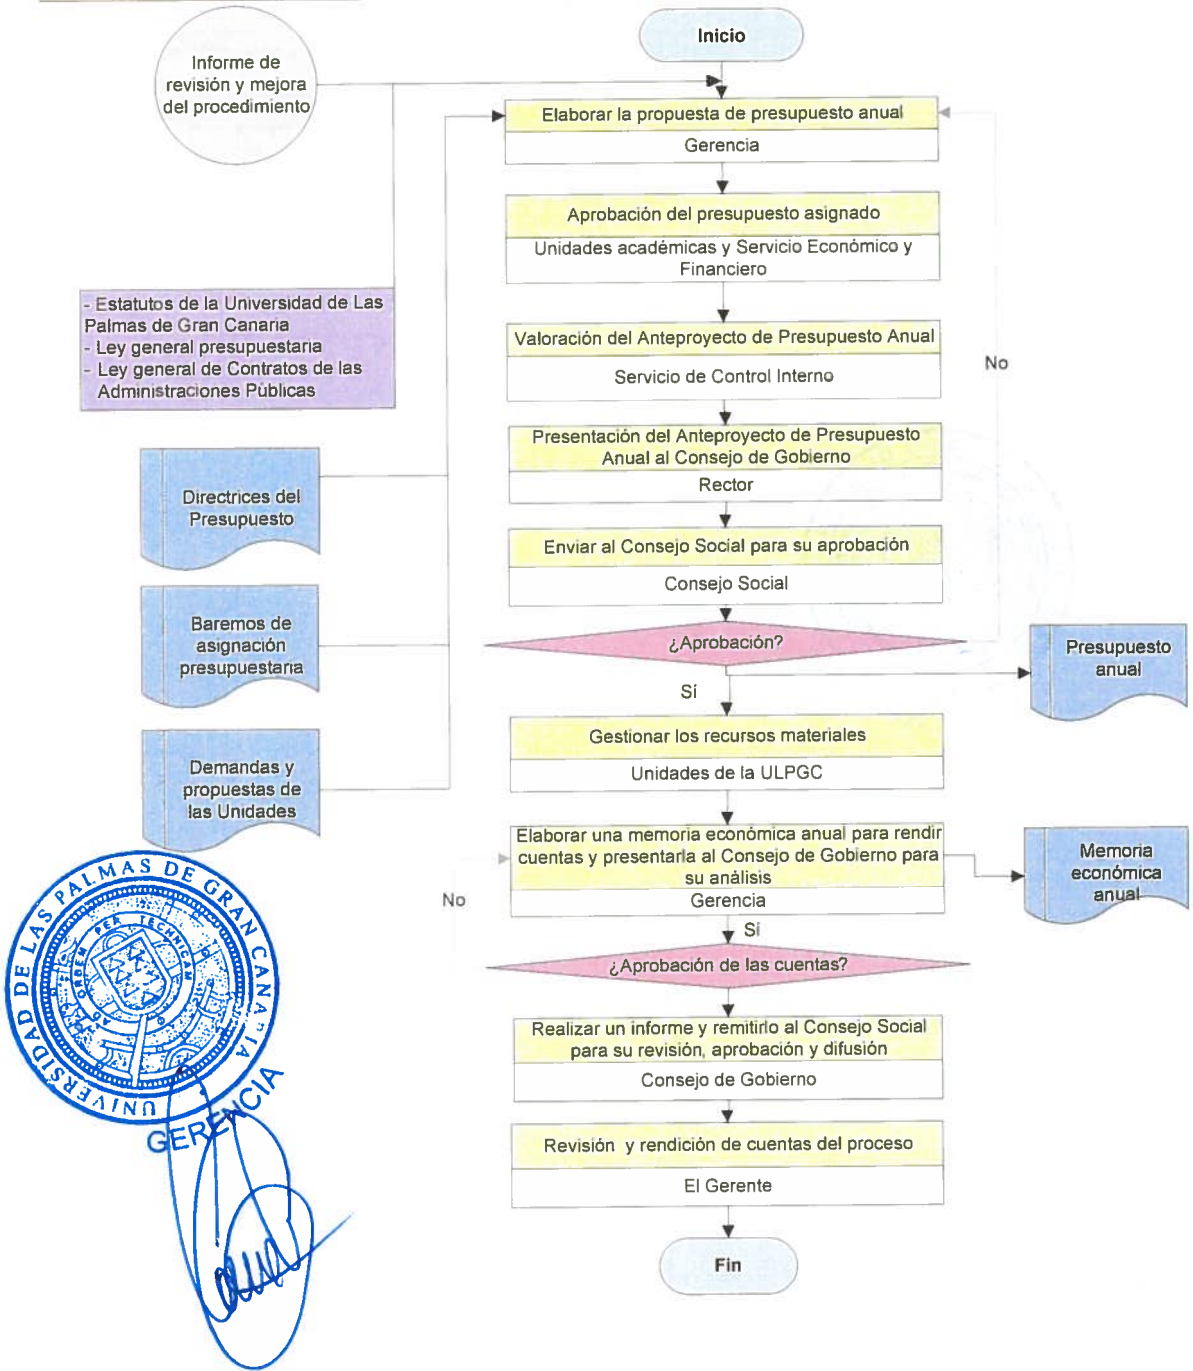 Inicio
Informe de
revisión y mejora
del procedimiento
Elaborar la propuesta de presupuesto anual
Gerencia
Aprobación del presupuesto asignado
Unidades académicas y Servicio Económico y
Financiero
- Estatutos de la Universidad de Las
Palmas de Gran Canaria
- Ley general presupuestaria
- Ley general de Contratos de las
Administraciones Públicas
Valoración del Anteproyecto de Presupuesto Anual
Servicio de Control Interno
No
Presentación del Anteproyecto de Presupuesto
Anual al Consejo de Gobierno
Rector
Directrices del
Presupuesto
Enviar al Consejo Social para su aprobación
Consejo Social
Baremos de
asignación
presupuestaria
¿Aprobación?
Presupuesto
anual
Sí
Gestionar los recursos materiales
Unidades de la ULPGC
Demandas y
propuestas de
las Unidades
Elaborar una memoria económica anual para rendir
cuentas y presentarla al Consejo de Gobierno para
su análisis
Gerencia
Memoria
económica
anual
No
Sí
¿Aprobación de las cuentas?
Realizar un informe y remitirlo al Consejo Social
para su revisión, aprobación y difusión
Consejo de Gobierno
Revisión y rendición de cuentas del proceso
El Gerente
Fin
UNIVERSIDAD DE LAS PALMAS DE GRAN CANARIA
PER TECHNICAM
GERENCIA